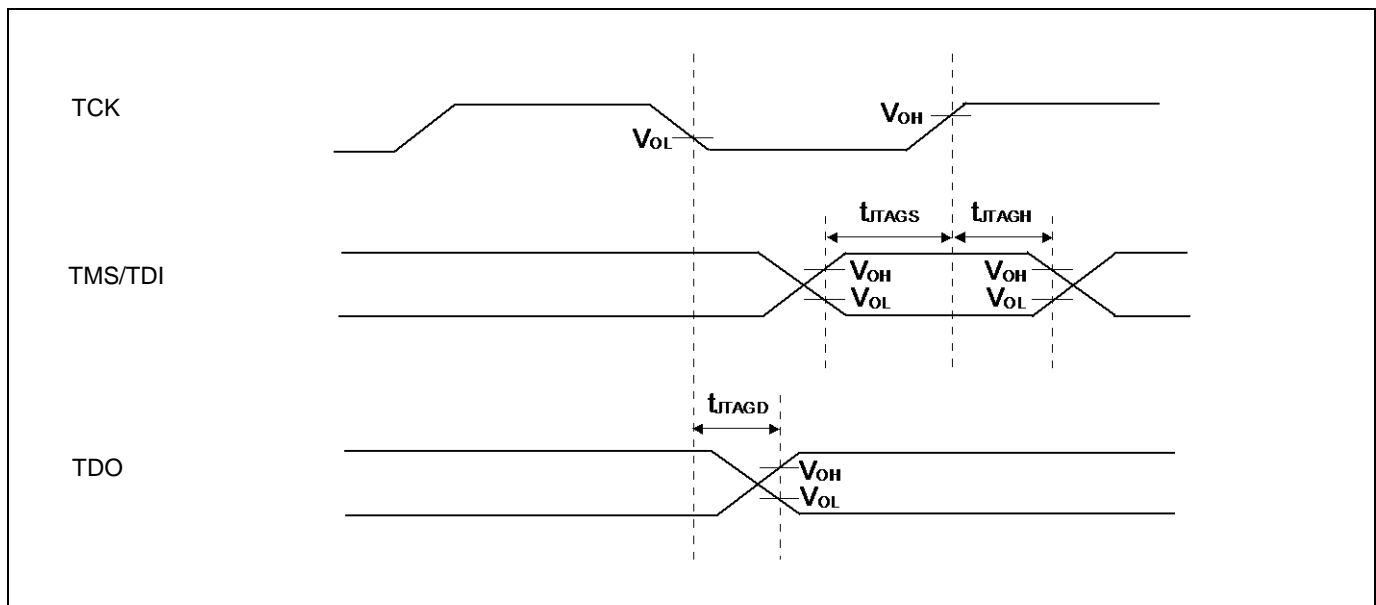 TCK
VOL
VOH
tJTAGS
tJTAGH
TMS/TDI
VOH
VOL
VOH
VOL
tJTAGD
TDO
VOH
VOL